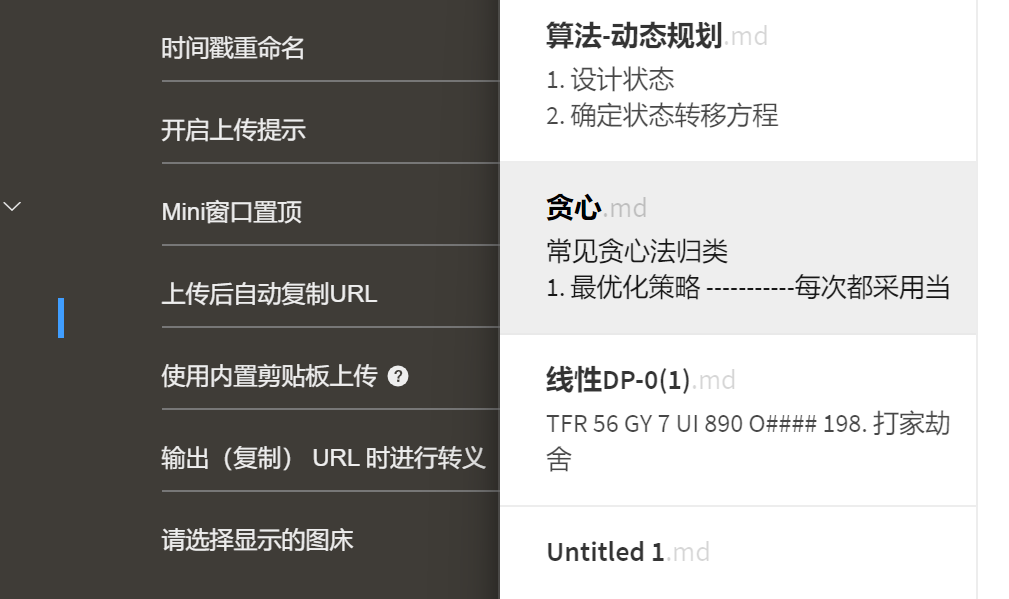 时间戳重命名
开启上传提示
Mini窗口置顶
上传后自动复制URL
使用内置剪贴板上传 ?
输出（复制） URL 时进行转义
请选择显示的图床
算法-动态规划.md
1. 设计状态
2. 确定状态转移方程
贪心.md
常见贪心法归类
1. 最优化策略 -----------每次都采用当
线性DP-0(1).md
TFR 56 GY 7 UI 890 O#### 198. 打家劫
舍
Untitled 1.md